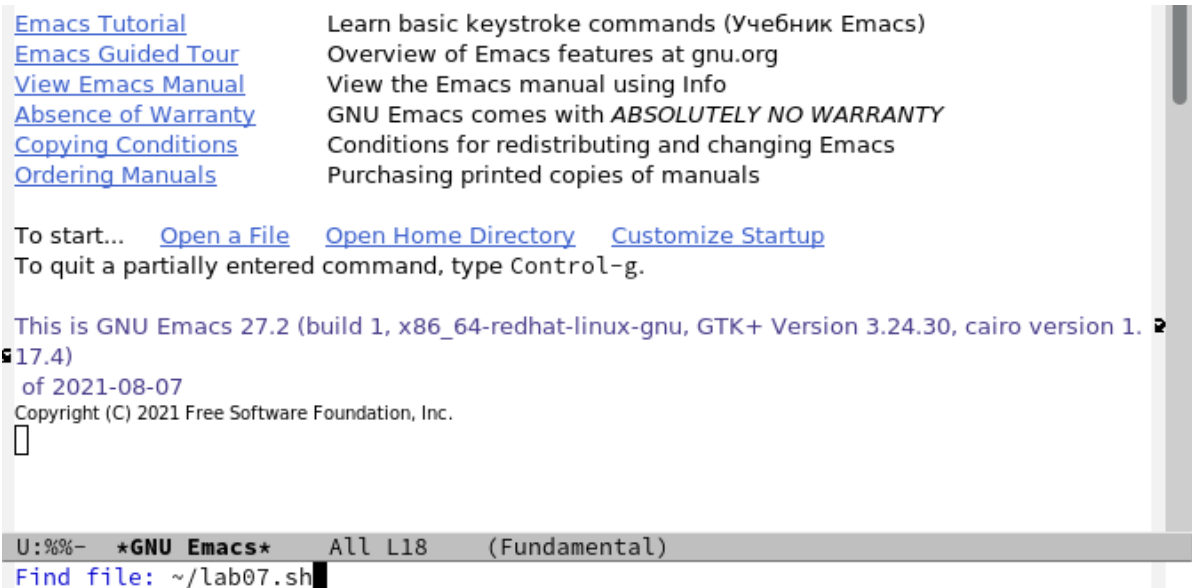 Emacs Tutorial Learn basic keystroke commands (Учебник Emacs)
Emacs Guided Tour Overview of Emacs features at gnu.org
View Emacs Manual View the Emacs manual using Info
Absence of Warranty GNU Emacs comes with ABSOLUTELY NO WARRANTY
Copying Conditions Conditions for redistributing and changing Emacs
Ordering Manuals Purchasing printed copies of manuals
To start... Open a File Open Home Directory Customize Startup
To quit a partially entered command, type Control-g.
This is GNU Emacs 27.2 (build 1, x86_64-redhat-linux-gnu, GTK+ Version 3.24.30, cairo version 1.
17.4)
of 2021-08-07
Copyright (C) 2021 Free Software Foundation, Inc.
U:%%- *GNU Emacs* All L18 (Fundamental)
Find file: ~/lab07.sh